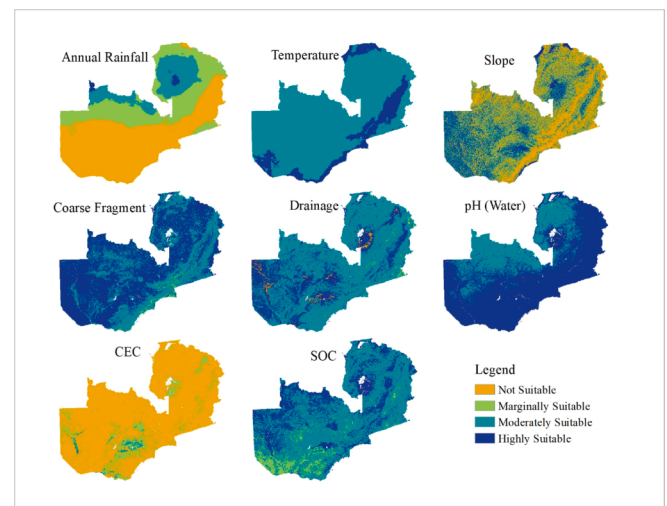 Annual Rainfall
Temperature
Slope
Coarse Fragment
Drainage
pH (Water)
CEC
SOC
Legend
Not Suitable
Marginally Suitable
Moderately Suitable
Highly Suitable